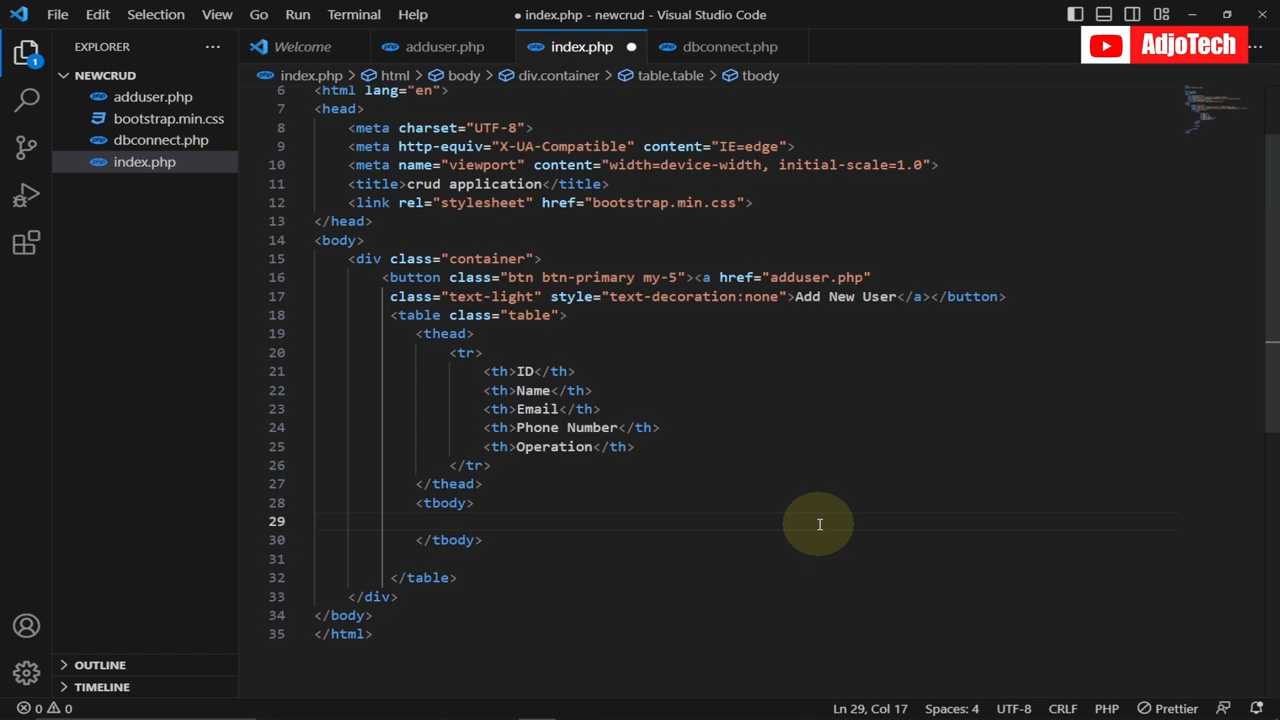 File Edit Selection View Go Run Terminal Help
● index.php - newcrud - Visual Studio Code
EXPLORER
1
NEWCRUD
adduser.php
bootstrap.min.css
dbconnect.php
index.php
OUTLINE
TIMELINE
Welcome adduser.php index.php dbconnect.php
AdjoTech
index.php > html > body > div.container > table.table > tbody
6 <html lang="en">
7 <head>
8 <meta charset="UTF-8">
9 <meta http-equiv="X-UA-Compatible" content="IE=edge">
10 <meta name="viewport" content="width=device-width, initial-scale=1.0">
11 <title>crud application</title>
12 <link rel="stylesheet" href="bootstrap.min.css">
13 </head>
14 <body>
15 <div class="container">
16 <button class="btn btn-primary my-5"><a href="adduser.php"
17 class="text-light" style="text-decoration:none">Add New User</a></button>
18 <table class="table">
19 <thead>
20 <tr>
21 <th>ID</th>
22 <th>Name</th>
23 <th>Email</th>
24 <th>Phone Number</th>
25 <th>Operation</th>
26 </tr>
27 </thead>
28 <tbody>
29
30 </tbody>
31
32 </table>
33 </div>
34 </body>
35 </html>
0 0 Ln 29, Col 17 Spaces: 4 UTF-8 CRLF PHP Prettier